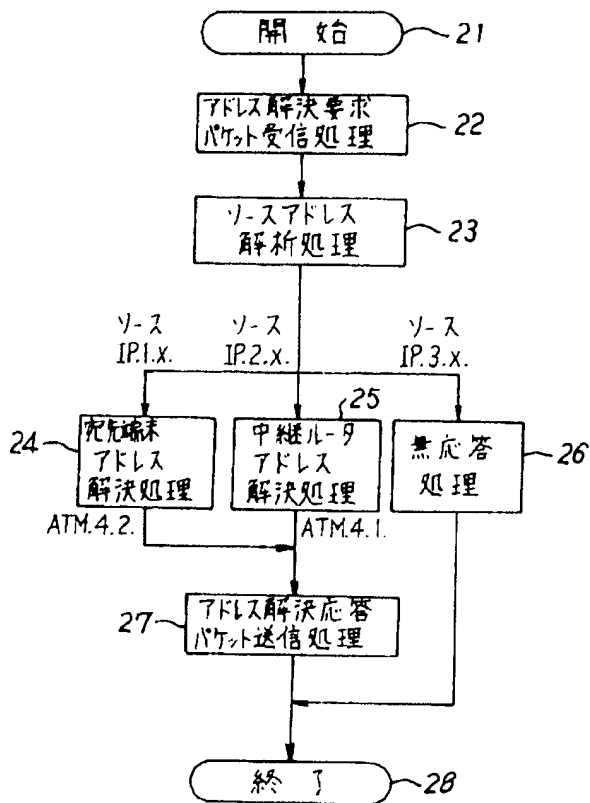 開始
21
アドレス解決要求
パケット受信処理
22
ソースアドレス
解析処理
23
ソース
IP.1.x.
ソース
IP.2.x.
ソース
IP.3.x.
24
宛先端末
アドレス
解決処理
25
中継ルータ
アドレス
解決処理
無応答
処理
26
ATM.4.2.
ATM.4.1.
27
アドレス解決応答
パケット送信処理
終了
28